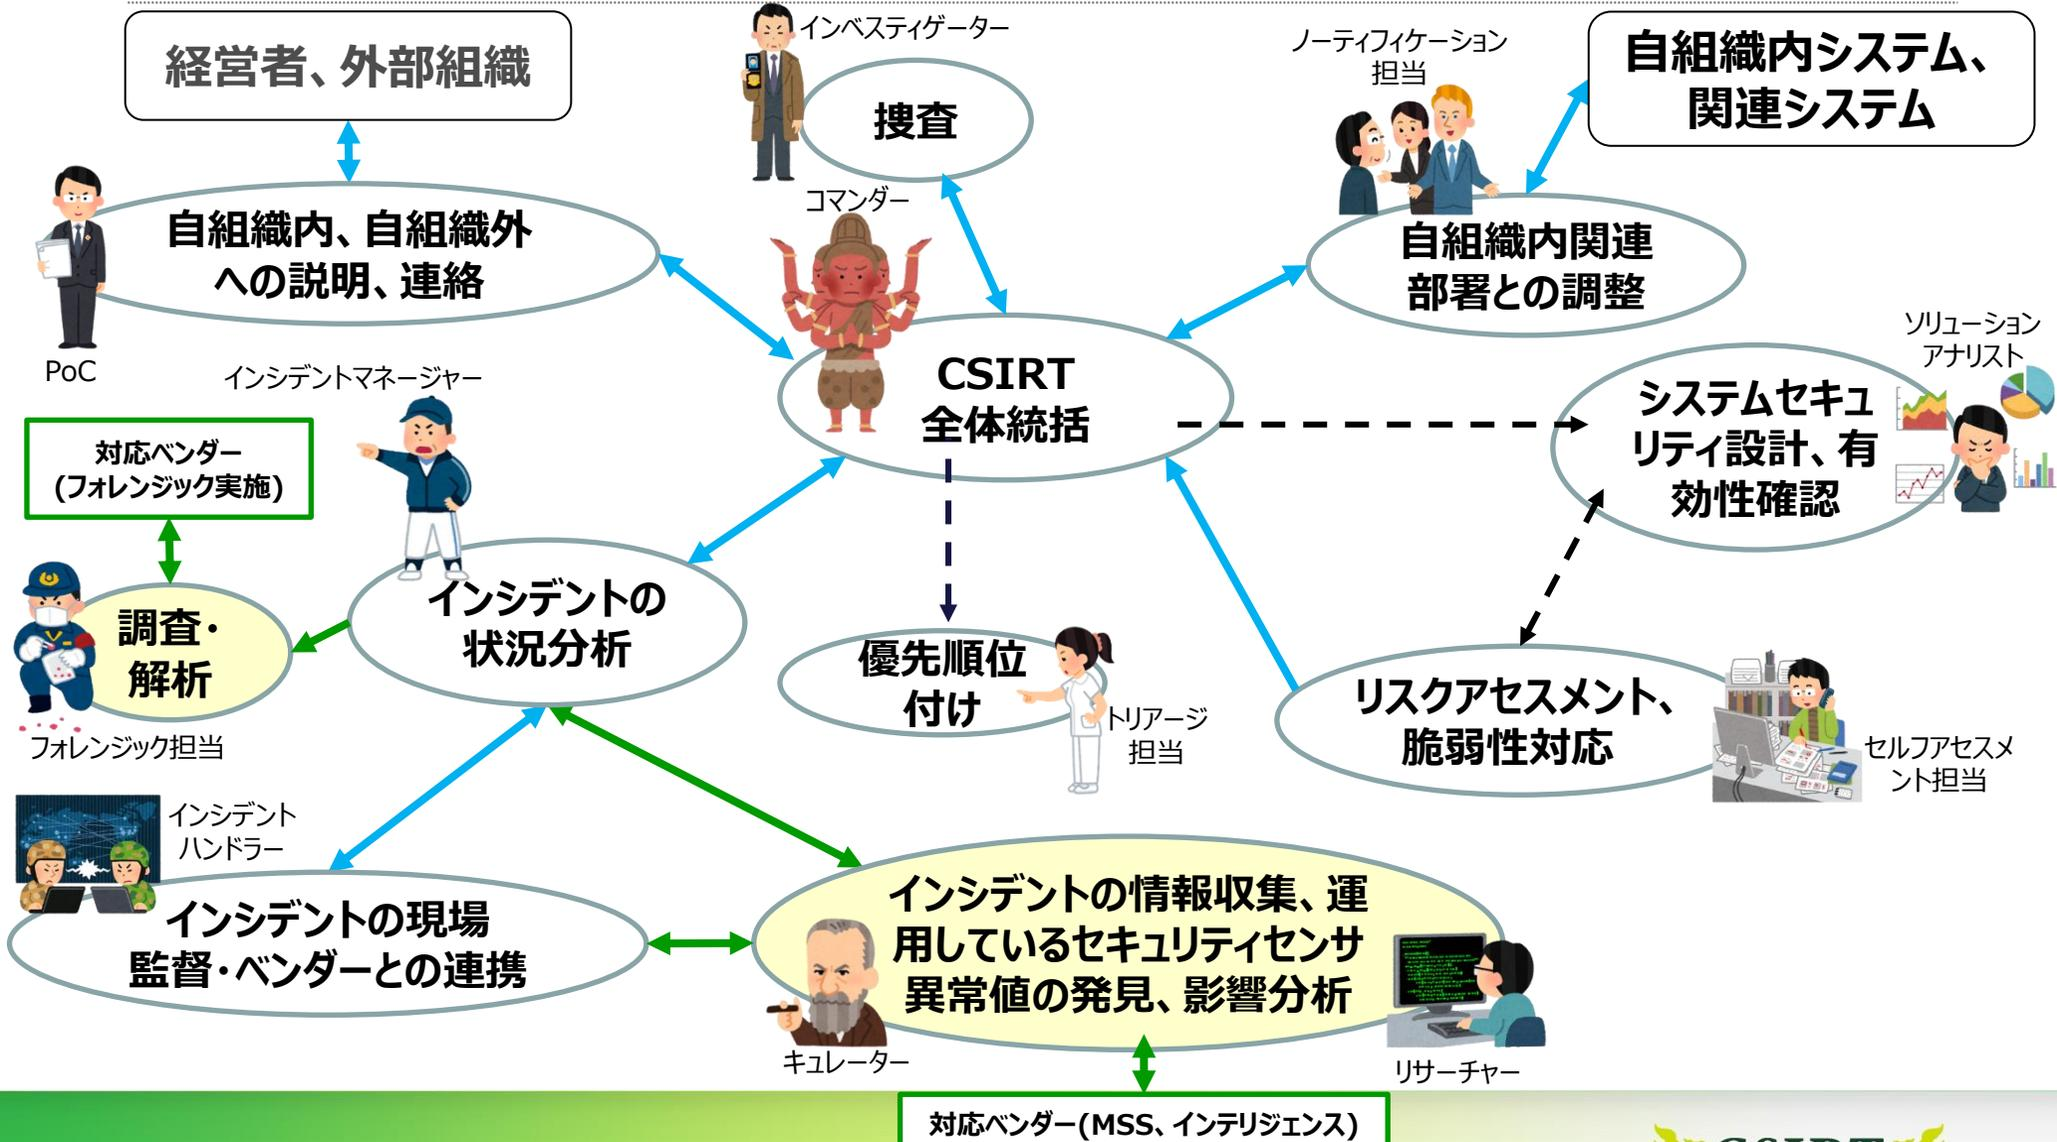 経営者、外部組織
インベスティゲーター
捜査
ノーティフィケーション
担当
自組織内システム、
関連システム
コマンダー
自組織内、自組織外
への説明、連絡
PoC
自組織内関連
部署との調整
CSIRT
全体統括
ソリューション
アナリスト
システムセキュ
リティ設計、有
効性確認
インシデントマネージャー
対応ベンダー
(フォレンジック実施)
インシデントの
状況分析
調査・
解析
フォレンジック担当
優先順位
付け
トリアージ
担当
リスクアセスメント、
脆弱性対応
セルフアセスメ
ント担当
インシデント
ハンドラー
インシデントの現場
監督・ベンダーとの連携
インシデントの情報収集、運
用しているセキュリティセンサ
異常値の発見、影響分析
キュレーター
リサーチャー
対応ベンダー(MSS、インテリジェンス)
CSIRT